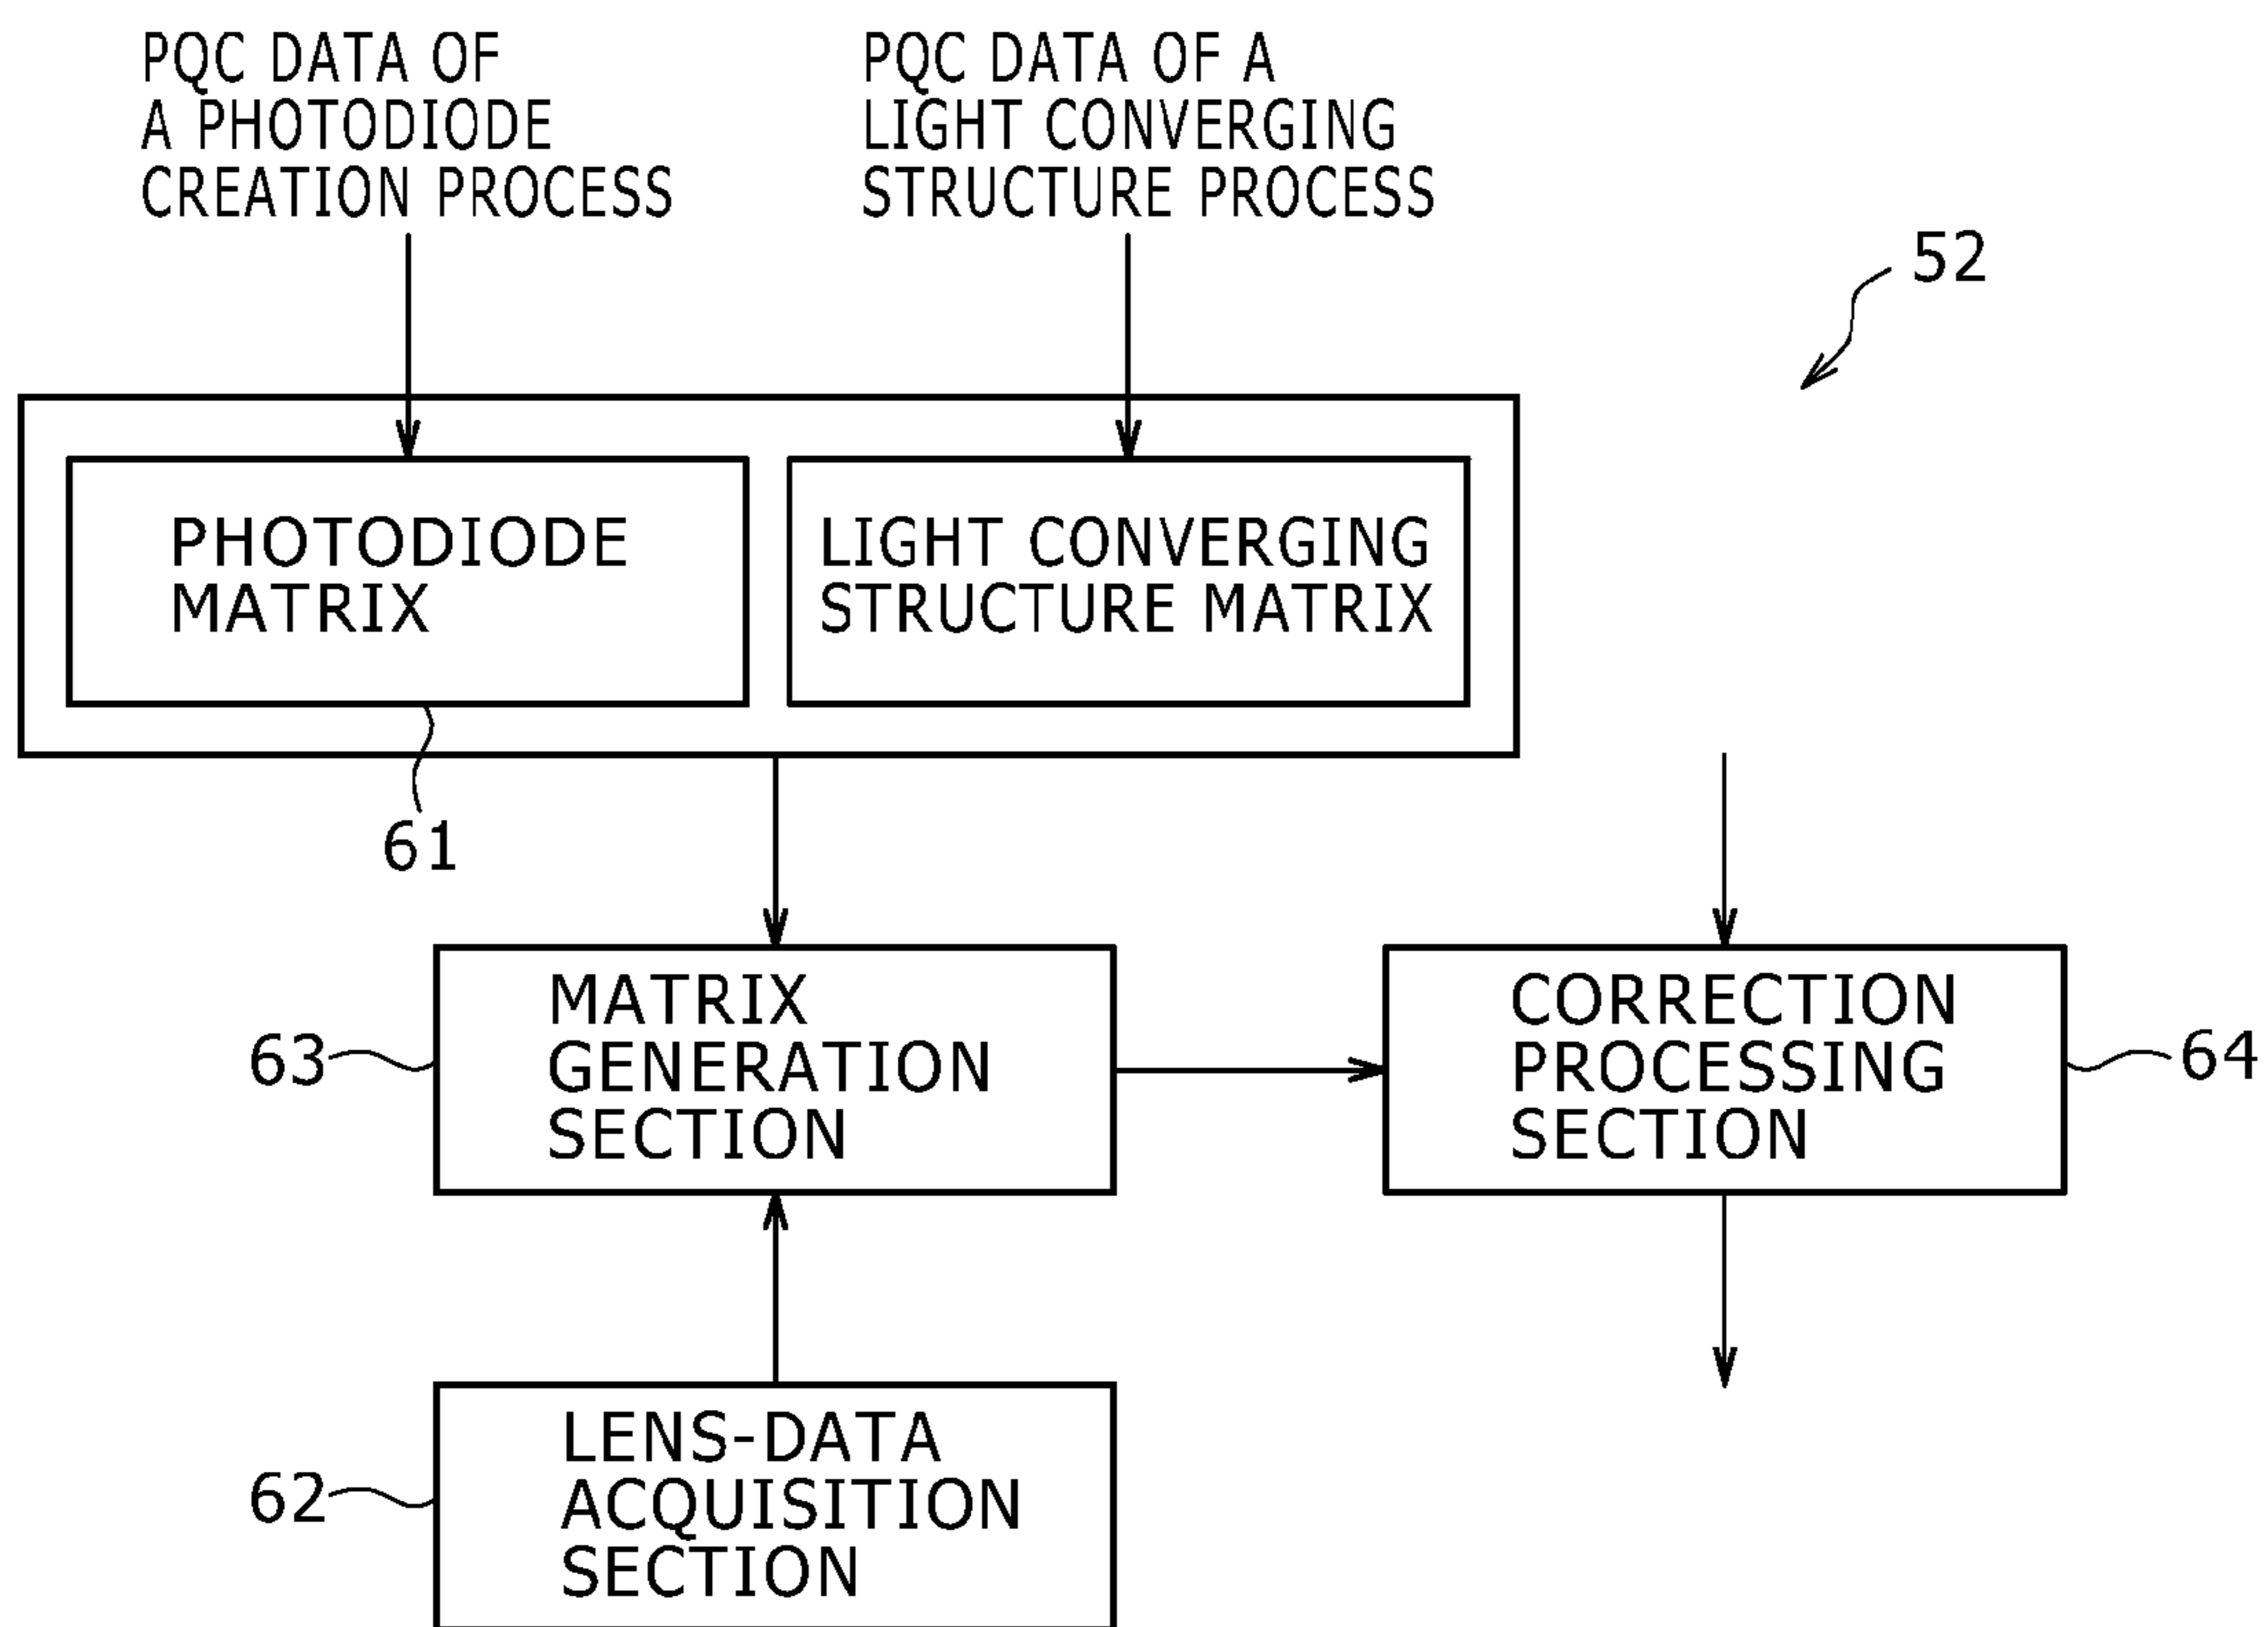 PQC DATA OF
A PHOTODIODE
CREATION PROCESS
PQC DATA OF A
LIGHT CONVERGING
STRUCTURE PROCESS
52
PHOTODIODE
MATRIX
LIGHT CONVERGING
STRUCTURE MATRIX
61
63
MATRIX
GENERATION
SECTION
CORRECTION
PROCESSING
SECTION
64
62
LENS-DATA
ACQUISITION
SECTION